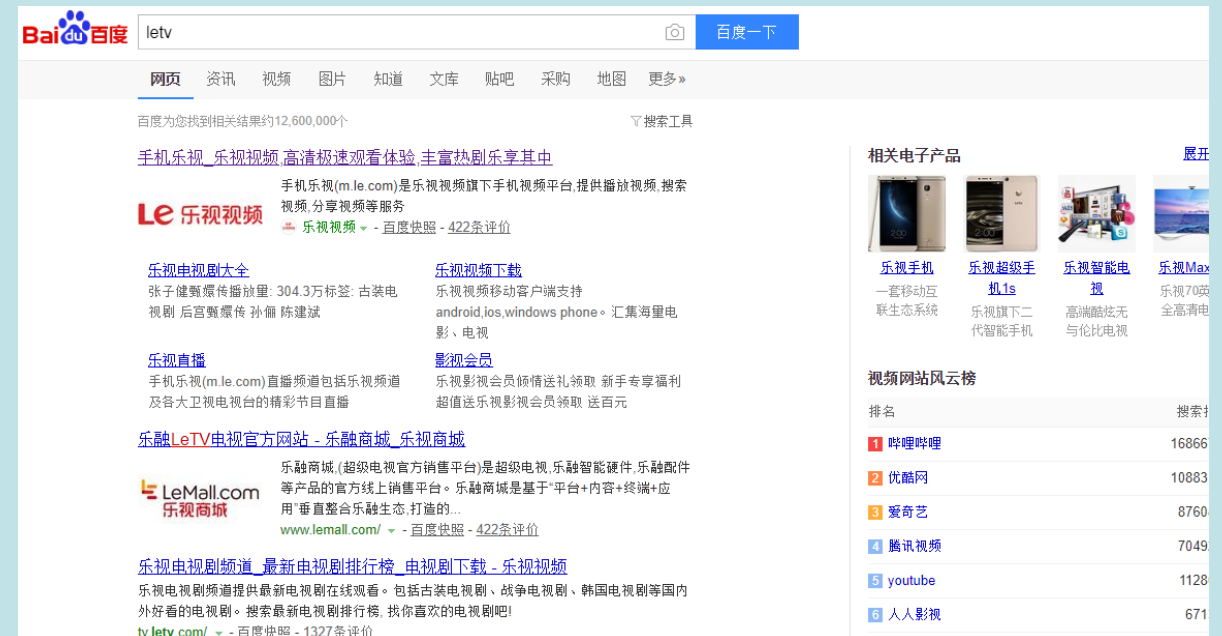 Bai du 百度
letv
百度一下
网页 资讯 视频 图片 知道 文库 贴吧 采购 地图 更多»
百度为您找到相关结果约12,600,000个
搜索工具
手机乐视_乐视视频,高清极速观看体验,丰富热剧乐享其中
Le 乐视视频
手机乐视(m.le.com)是乐视视频旗下手机视频平台,提供播放视频,搜索
视频,分享视频等服务
乐视视频 - 百度快照 - 422条评价
乐视电视剧大全
张子健甄嬛传播放量: 304.3万标签: 古装电
视剧 后宫甄嬛传 孙俪 陈建斌
乐视视频下载
乐视视频移动客户端支持
android,ios,windows phone。汇集海量电
影、电视
乐视直播
手机乐视(m.le.com)直播频道包括乐视频道
及各大卫视电视台的精彩节目直播
影视会员
乐视影视会员倾情送礼领取 新手专享福利
超值送乐视影视会员领取 送百元
乐融LeTV电视官方网站 - 乐融商城_乐视商城
LeMall.com
乐视商城
乐融商城,(超级电视官方销售平台)是超级电视,乐融智能硬件,乐融配件
等产品的官方线上销售平台。乐融商城是基于“平台+内容+终端+应
用”垂直整合乐融生态,打造的...
www.lemall.com/ - 百度快照 - 422条评价
乐视电视剧频道_最新电视剧排行榜_电视剧下载 - 乐视视频
乐视电视剧频道提供最新电视剧在线观看。包括古装电视剧、战争电视剧、韩国电视剧等国内
外好看的电视剧。搜索最新电视剧排行榜, 找你喜欢的电视剧吧!
tv.letv.com/ - 百度快照 - 1327条评价
相关电子产品
展开
乐视手机
一套移动互
联生态系统
乐视超级手
机1s
乐视旗下二
代智能手机
乐视智能电
视
高端酷炫无
与伦比电视
乐视Max
乐视70英
全高清电
视频网站风云榜
排名 搜索
1 哔哩哔哩 16866
2 优酷网 10883
3 爱奇艺 8760
4 腾讯视频 7049
5 youtube 1128
6 人人影视 671